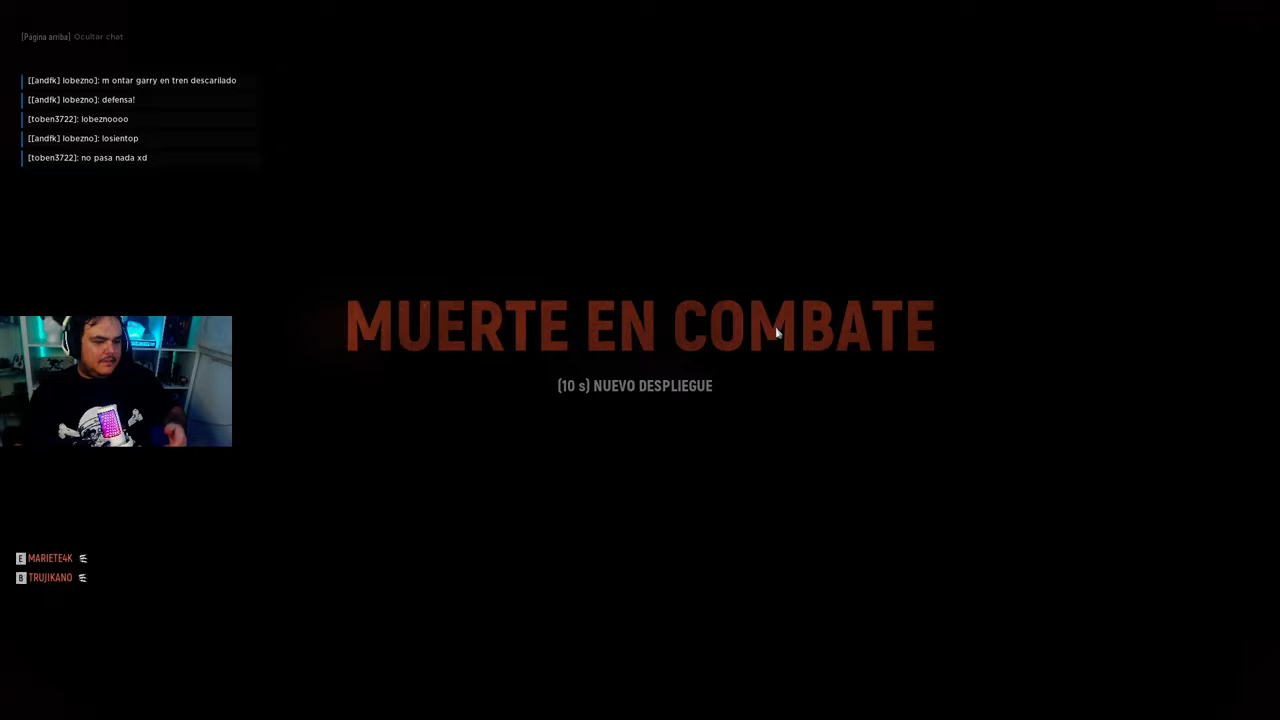 [Página arriba] Ocultar chat
[[andfk] lobezno]: m ontar garry en tren descarilado
[[andfk] lobezno]: defensa!
[toben3722]: lobeznoooo
[[andfk] lobezno]: losientop
[toben3722]: no pasa nada xd
MUERTE EN COMBATE
(10 s) NUEVO DESPLIEGUE
E MARIETE4K
B TRUJIKANO